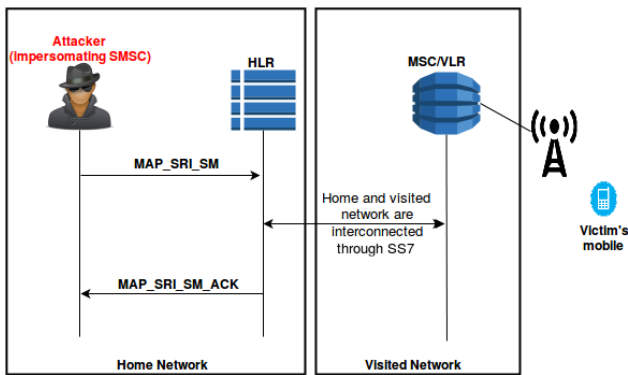 Attacker
(impersomating SMSC)
HLR
MSC/VLR
MAP_SRI_SM
Home and visited
network are
interconnected
through SS7
Victim's
mobile
MAP_SRI_SM_ACK
Home Network
Visited Network